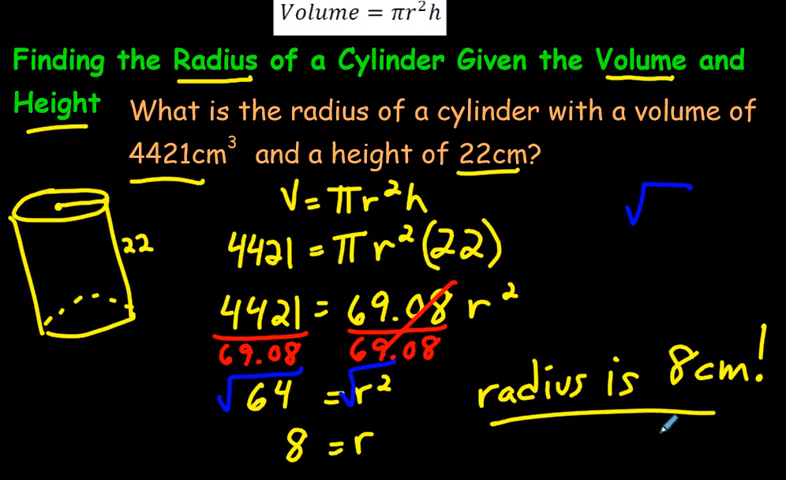 Volume = πr²h
Finding the Radius of a Cylinder Given the Volume and
Height
What is the radius of a cylinder with a volume of
4421cm³ and a height of 22cm?
V = πr²h
22
4421 = πr²(22)
4421 = 69.08 r²
69.08 69.08
√64 = √r²
8 = r
√
radius is 8cm!